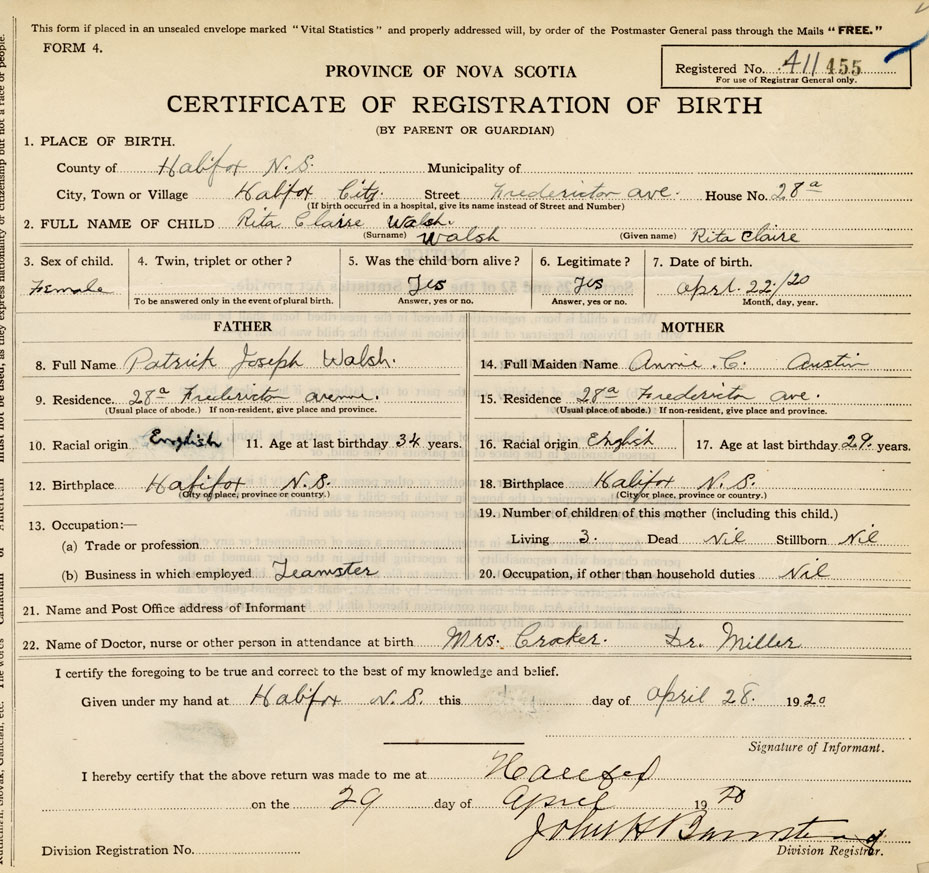 This form if placed in an unsealed envelope marked "Vital Statistics" and properly addressed will, by order of the Postmaster General pass through the Mails "FREE."
FORM 4.
Registered No. 411 455
For use of Registrar General only.
PROVINCE OF NOVA SCOTIA
CERTIFICATE OF REGISTRATION OF BIRTH
(BY PARENT OR GUARDIAN)
1. PLACE OF BIRTH.
County of Halifax N.S. Municipality of
City, Town or Village Halifax City Street Fredericton ave. House No. 28a
(If birth occurred in a hospital, give its name instead of Street and Number)
2. FULL NAME OF CHILD Rita Claire Walsh.
(Surname) Walsh (Given name) Rita Claire
3. Sex of child. 4. Twin, triplet or other? 5. Was the child born alive? 6. Legitimate? 7. Date of birth.
Female Yes Yes Aprl. 22/20
To be answered only in the event of plural birth. Answer, yes or no. Answer, yes or no. Month, day, year.
FATHER MOTHER
8. Full Name Patrick Joseph Walsh. 14. Full Maiden Name Annie C. Austin
9. Residence. 28a Fredericton avenue. 15. Residence 28a Fredericton ave.
(Usual place of abode.) If non-resident, give place and province. (Usual place of abode.) If non-resident, give place and province.
10. Racial origin English 11. Age at last birthday 34 years. 16. Racial origin English 17. Age at last birthday 29. years.
12. Birthplace Halifax N.S. 18. Birthplace Halifax N.S.
(City or place, province or country.) (City or place, province or country.)
13. Occupation:— 19. Number of children of this mother (including this child.)
(a) Trade or profession Living 3. Dead Nil Stillborn Nil
(b) Business in which employed Teamster 20. Occupation, if other than household duties Nil
21. Name and Post Office address of Informant
22. Name of Doctor, nurse or other person in attendance at birth Mrs. Croker. Dr. Miller
I certify the foregoing to be true and correct to the best of my knowledge and belief.
Given under my hand at Halifax N.S. this day of April 28. 1920
Signature of Informant.
I hereby certify that the above return was made to me at Halifax
on the 29 day of April 1920
John H Barnstead
Division Registration No. Division Registrar.